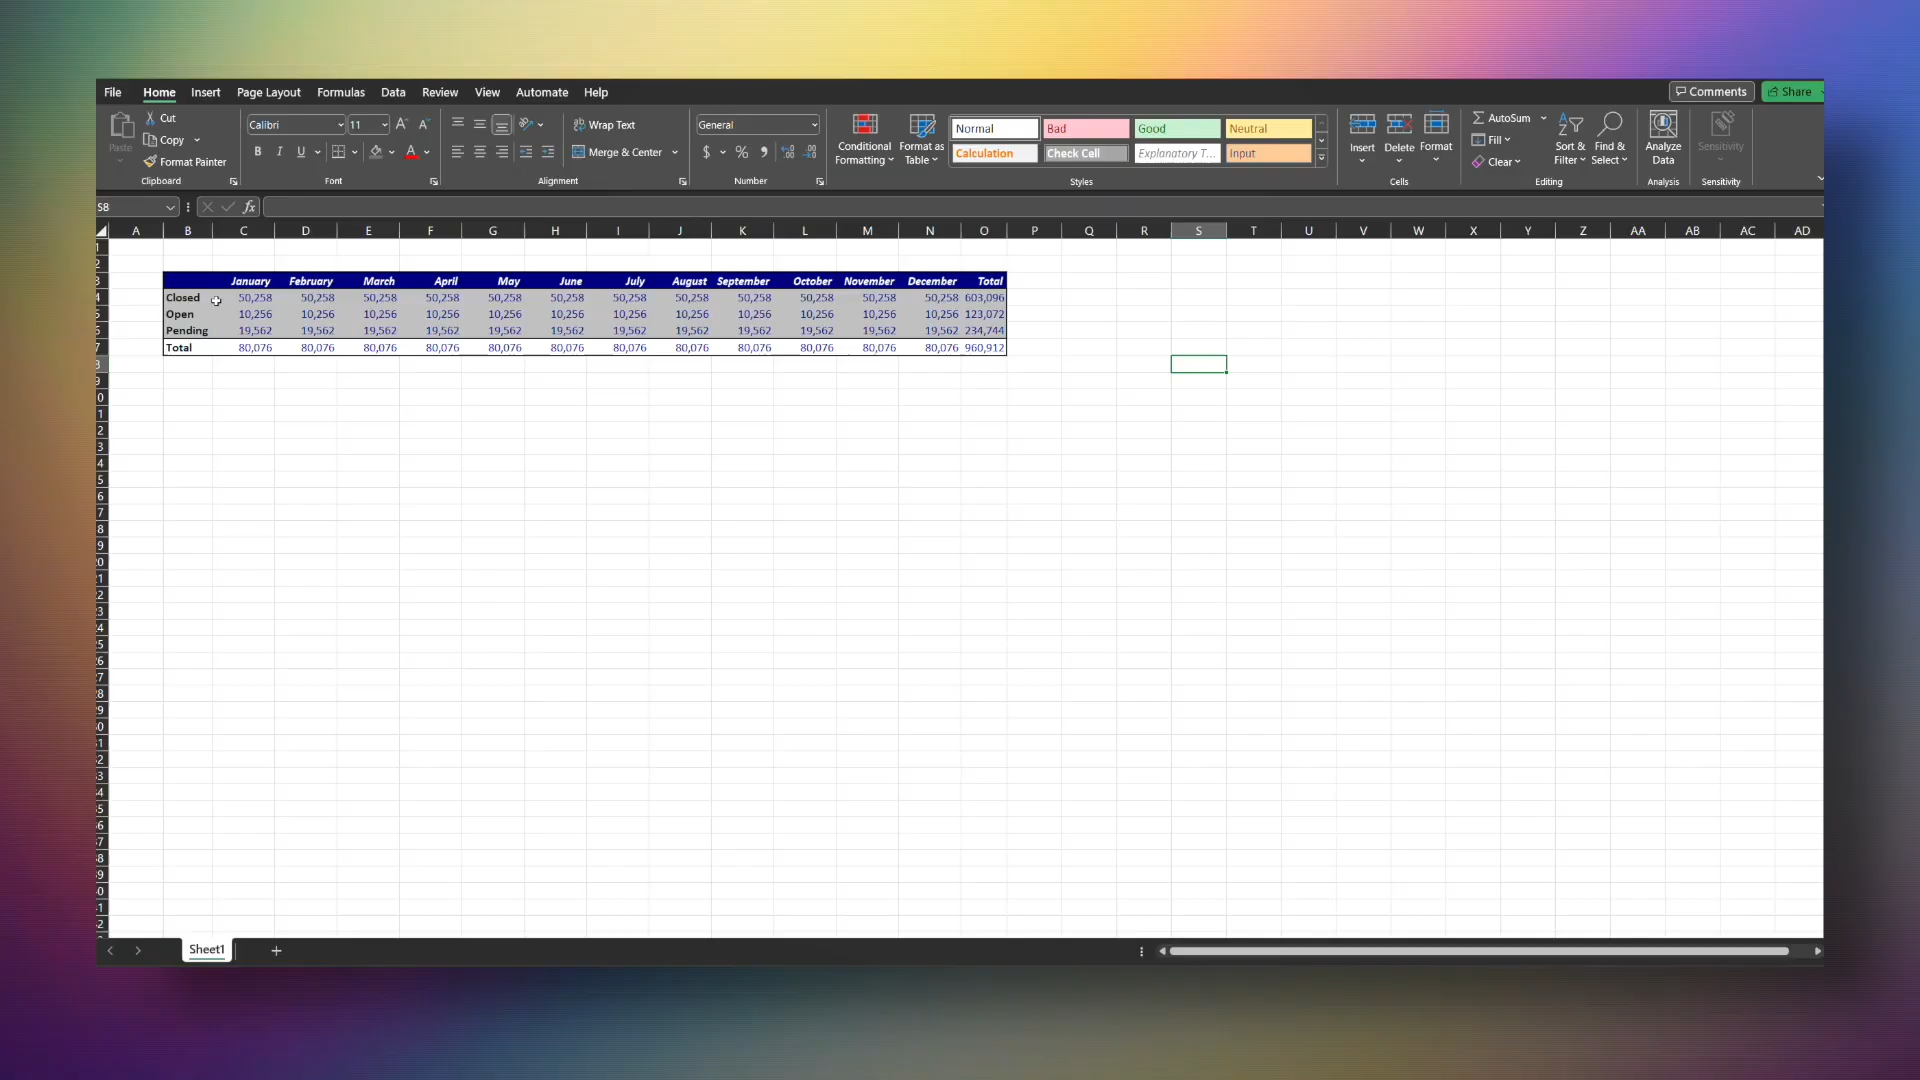 File Home Insert Page Layout Formulas Data Review View Automate Help Comments Share
Cut
Calibri 11 Wrap Text General Normal Bad Good Neutral AutoSum
Paste Copy Conditional Formatting Format as Table Insert Delete Format Fill Sort & Filter Find & Select Analyze Data Sensitivity
Format Painter B I U Merge & Center $ % Calculation Check Cell Explanatory T... Input Clear
Clipboard Font Alignment Number Styles Cells Editing Analysis Sensitivity
S8 fx
A B C D E F G H I J K L M N O P Q R S T U V W X Y Z AA AB AC AD
January February March April May June July August September October November December Total
Closed 50,258 50,258 50,258 50,258 50,258 50,258 50,258 50,258 50,258 50,258 50,258 50,258 603,096
Open 10,256 10,256 10,256 10,256 10,256 10,256 10,256 10,256 10,256 10,256 10,256 10,256 123,072
Pending 19,562 19,562 19,562 19,562 19,562 19,562 19,562 19,562 19,562 19,562 19,562 19,562 234,744
Total 80,076 80,076 80,076 80,076 80,076 80,076 80,076 80,076 80,076 80,076 80,076 80,076 960,912
Sheet1